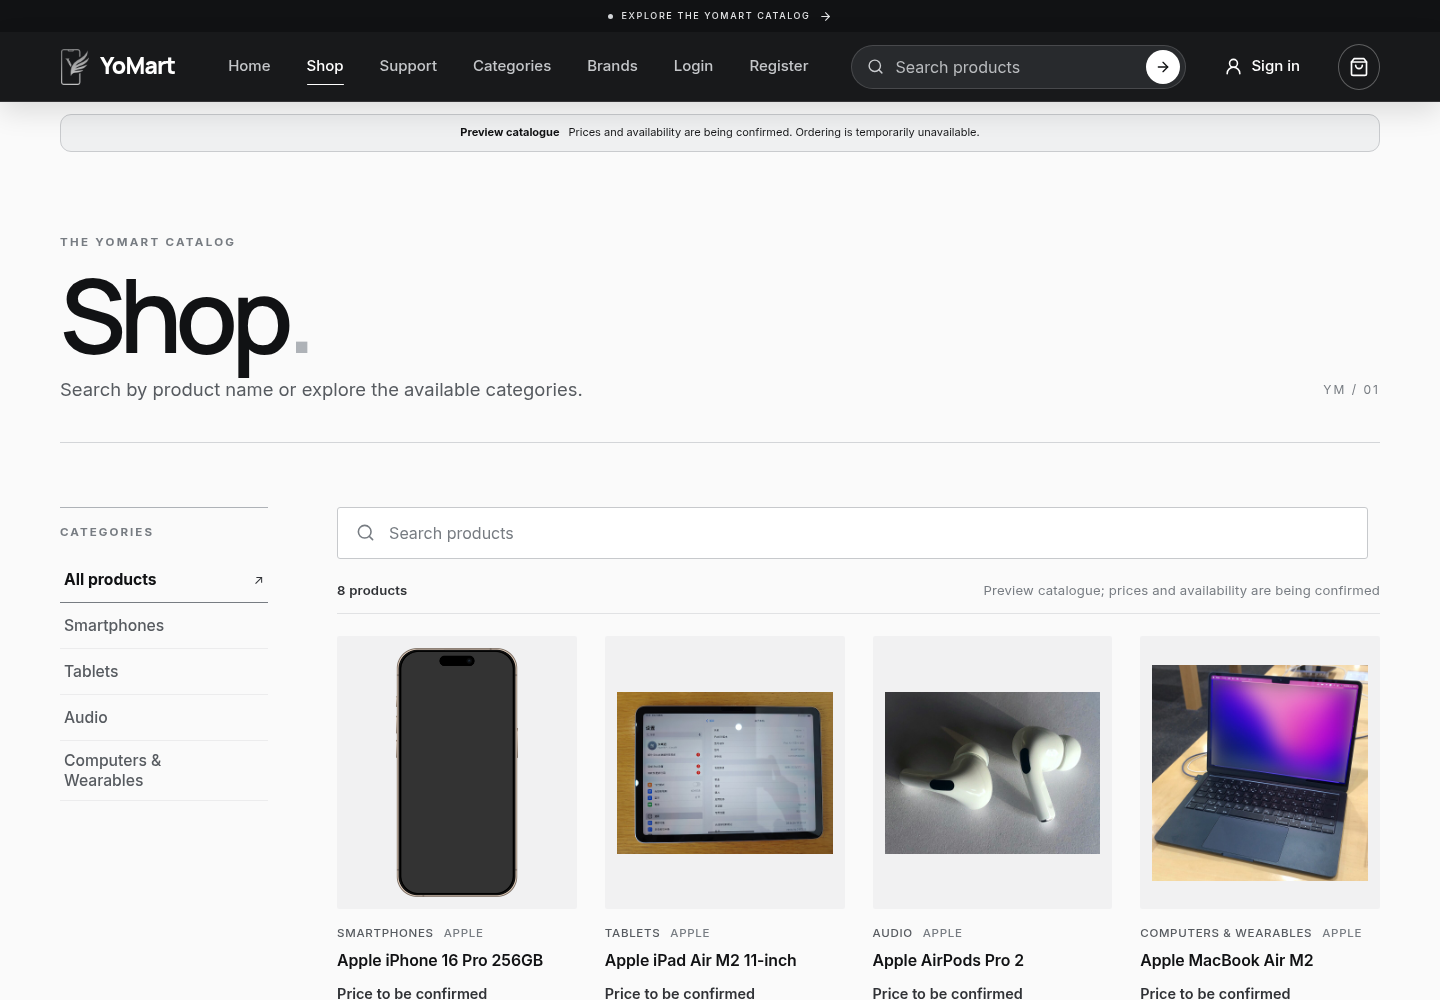 EXPLORE THE YOMART CATALOG
YoMart
Home
Shop
Support
Categories
Brands
Login
Register
Search products
Sign in
Preview catalogue Prices and availability are being confirmed. Ordering is temporarily unavailable.
THE YOMART CATALOG
Shop.
Search by product name or explore the available categories.
YM / 01
CATEGORIES
All products
Smartphones
Tablets
Audio
Computers &
Wearables
Search products
8 products
Preview catalogue; prices and availability are being confirmed
SMARTPHONES APPLE
Apple iPhone 16 Pro 256GB
Price to be confirmed
TABLETS APPLE
Apple iPad Air M2 11-inch
Price to be confirmed
AUDIO APPLE
Apple AirPods Pro 2
Price to be confirmed
COMPUTERS & WEARABLES APPLE
Apple MacBook Air M2
Price to be confirmed